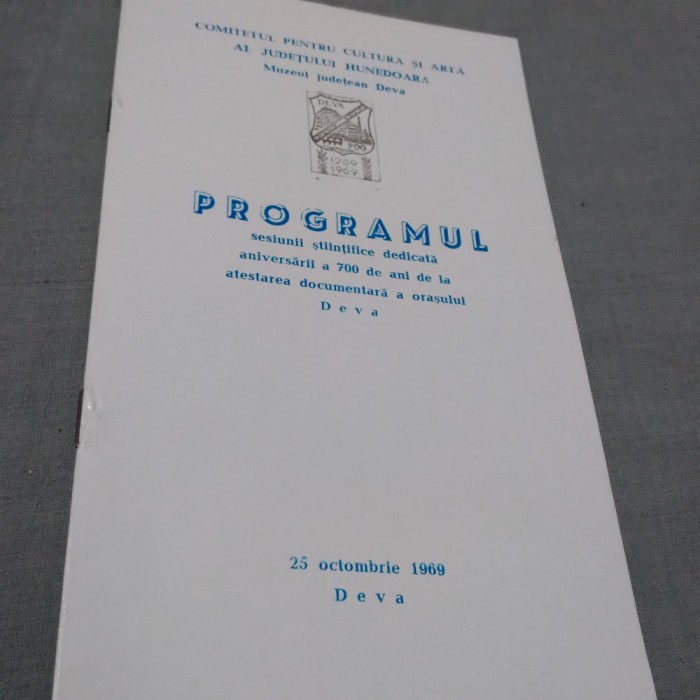 COMITETUL PENTRU CULTURA ȘI ARTĂ
AL JUDEȚULUI HUNEDOARA
Muzeul județean Deva
DEVA
700
1269
1969
PROGRAMUL
sesiunii științifice dedicată
aniversării a 700 de ani de la
atestarea documentară a orașului
Deva
25 octombrie 1969
Deva